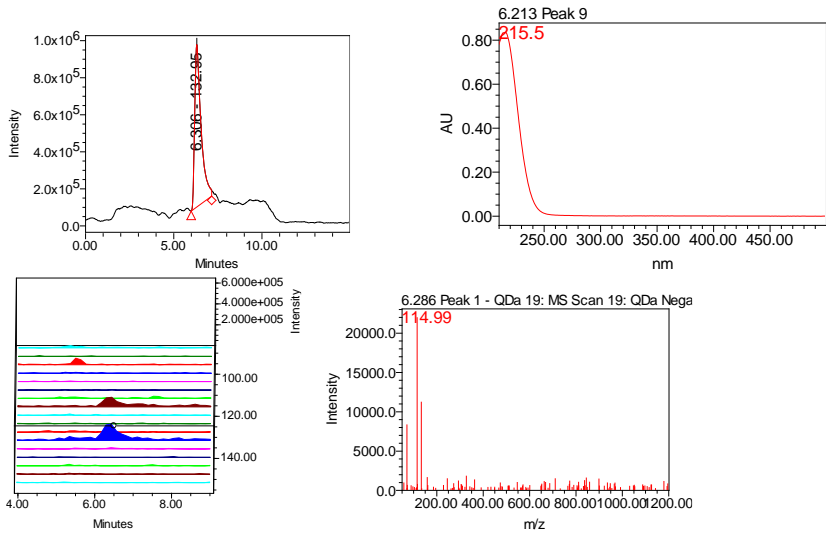 1.0x10^6
8.0x10^5
6.0x10^5
4.0x10^5
2.0x10^5
0.0
Intensity
6.306 - 132.95
0.00
5.00
10.00
Minutes
6.213 Peak 9
215.5
0.80
0.60
0.40
0.20
0.00
AU
250.00
300.00
350.00
400.00
450.00
nm
6.000e+005
4.000e+005
2.000e+005
Intensity
100.00
120.00
140.00
4.00
6.00
8.00
Minutes
6.286 Peak 1 - QDa 19: MS Scan 19: QDa Nega
114.99
20000.0
15000.0
10000.0
5000.0
0.0
Intensity
200.00 400.00 600.00 800.00 1000.00 1200.00
m/z